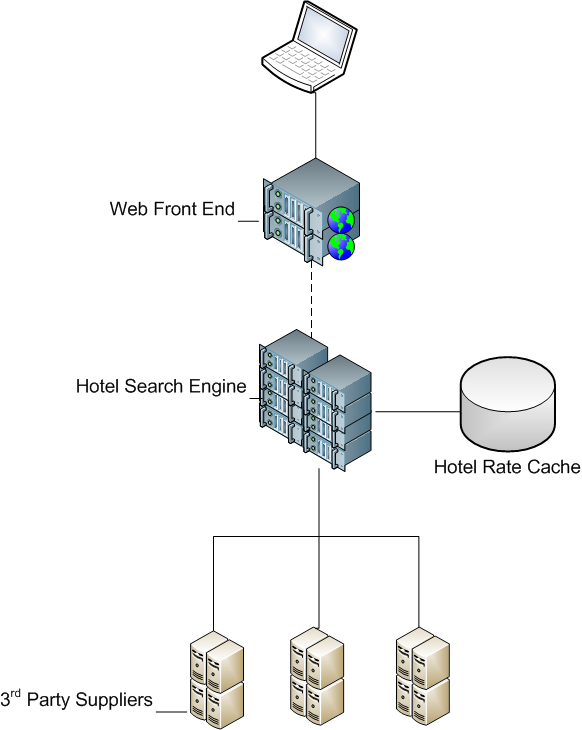 Web Front End
Hotel Search Engine
Hotel Rate Cache
3rd Party Suppliers